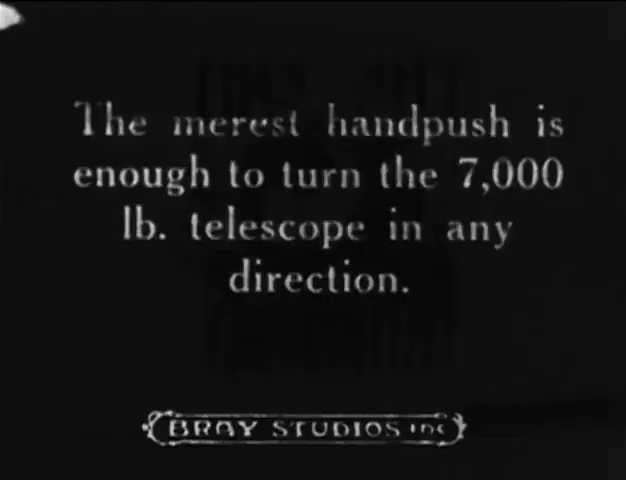 The merest handpush is
enough to turn the 7,000
lb. telescope in any
direction.
BRAY STUDIOS INC